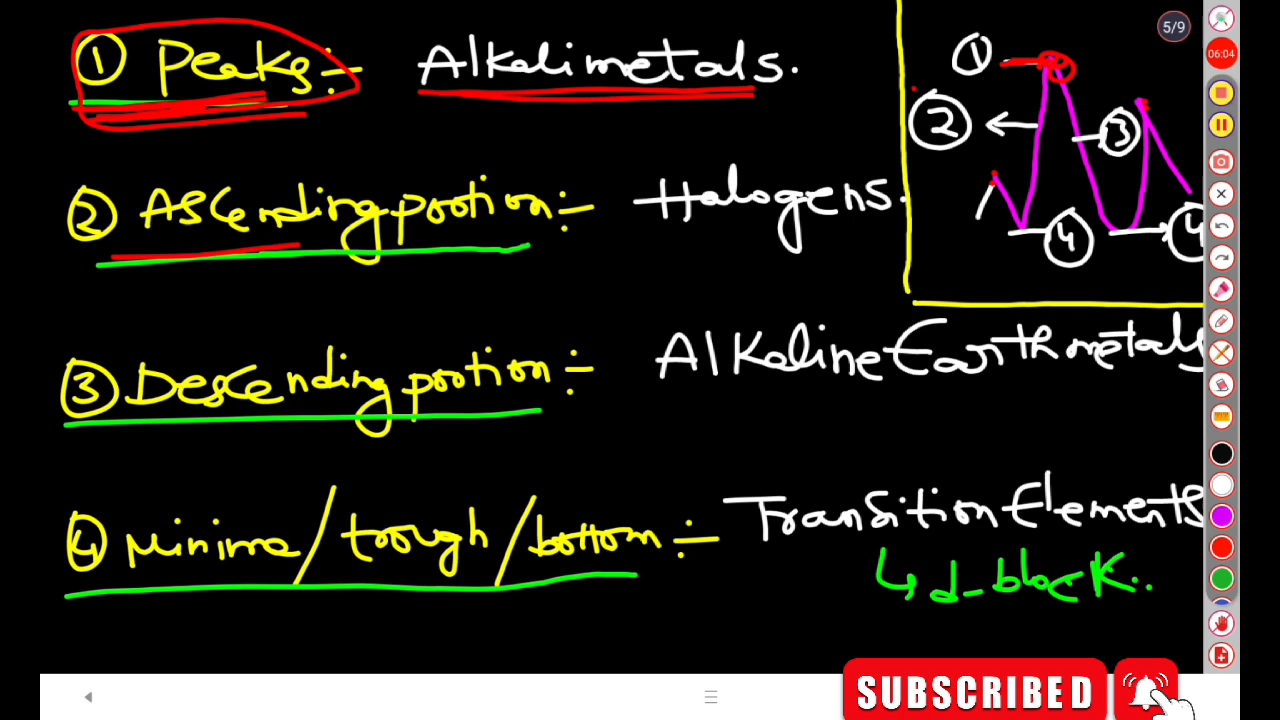 ① Peaks :- Alkalimetals.
② Ascending portion :- Halogens.
③ Descending portion :- Alkaline Earth metals
④ Minima/trough/bottom :- Transition Elements
↳ d-block..
5/9
06:04
①
② ③
④ ④
SUBSCRIBED